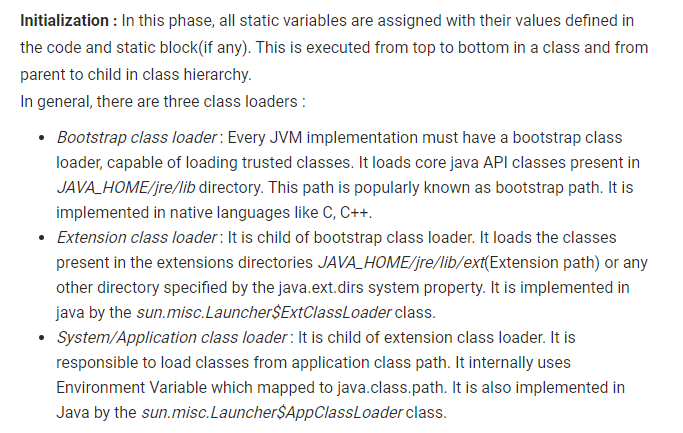 Initialization : In this phase, all static variables are assigned with their values defined in
the code and static block(if any). This is executed from top to bottom in a class and from
parent to child in class hierarchy.
In general, there are three class loaders :
• Bootstrap class loader : Every JVM implementation must have a bootstrap class
loader, capable of loading trusted classes. It loads core java API classes present in
JAVA_HOME/jre/lib directory. This path is popularly known as bootstrap path. It is
implemented in native languages like C, C++.
• Extension class loader : It is child of bootstrap class loader. It loads the classes
present in the extensions directories JAVA_HOME/jre/lib/ext(Extension path) or any
other directory specified by the java.ext.dirs system property. It is implemented in
java by the sun.misc.Launcher$ExtClassLoader class.
• System/Application class loader : It is child of extension class loader. It is
responsible to load classes from application class path. It internally uses
Environment Variable which mapped to java.class.path. It is also implemented in
Java by the sun.misc.Launcher$AppClassLoader class.